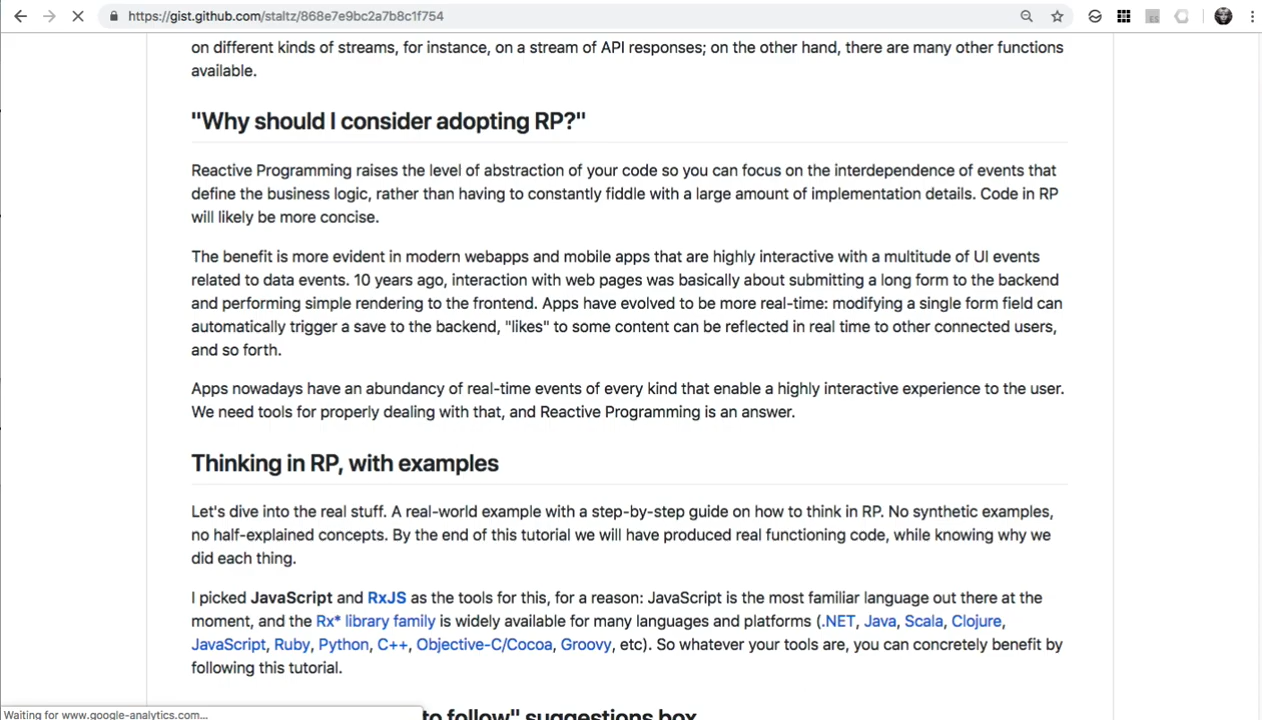 https://gist.github.com/staltz/868e7e9bc2a7b8c1f754
on different kinds of streams, for instance, on a stream of API responses; on the other hand, there are many other functions
available.
"Why should I consider adopting RP?"
Reactive Programming raises the level of abstraction of your code so you can focus on the interdependence of events that
define the business logic, rather than having to constantly fiddle with a large amount of implementation details. Code in RP
will likely be more concise.
The benefit is more evident in modern webapps and mobile apps that are highly interactive with a multitude of UI events
related to data events. 10 years ago, interaction with web pages was basically about submitting a long form to the backend
and performing simple rendering to the frontend. Apps have evolved to be more real-time: modifying a single form field can
automatically trigger a save to the backend, "likes" to some content can be reflected in real time to other connected users,
and so forth.
Apps nowadays have an abundancy of real-time events of every kind that enable a highly interactive experience to the user.
We need tools for properly dealing with that, and Reactive Programming is an answer.
Thinking in RP, with examples
Let's dive into the real stuff. A real-world example with a step-by-step guide on how to think in RP. No synthetic examples,
no half-explained concepts. By the end of this tutorial we will have produced real functioning code, while knowing why we
did each thing.
I picked JavaScript and RxJS as the tools for this, for a reason: JavaScript is the most familiar language out there at the
moment, and the Rx* library family is widely available for many languages and platforms (.NET, Java, Scala, Clojure,
JavaScript, Ruby, Python, C++, Objective-C/Cocoa, Groovy, etc). So whatever your tools are, you can concretely benefit by
following this tutorial.
to follow" suggestions box
Waiting for www.google-analytics.com...